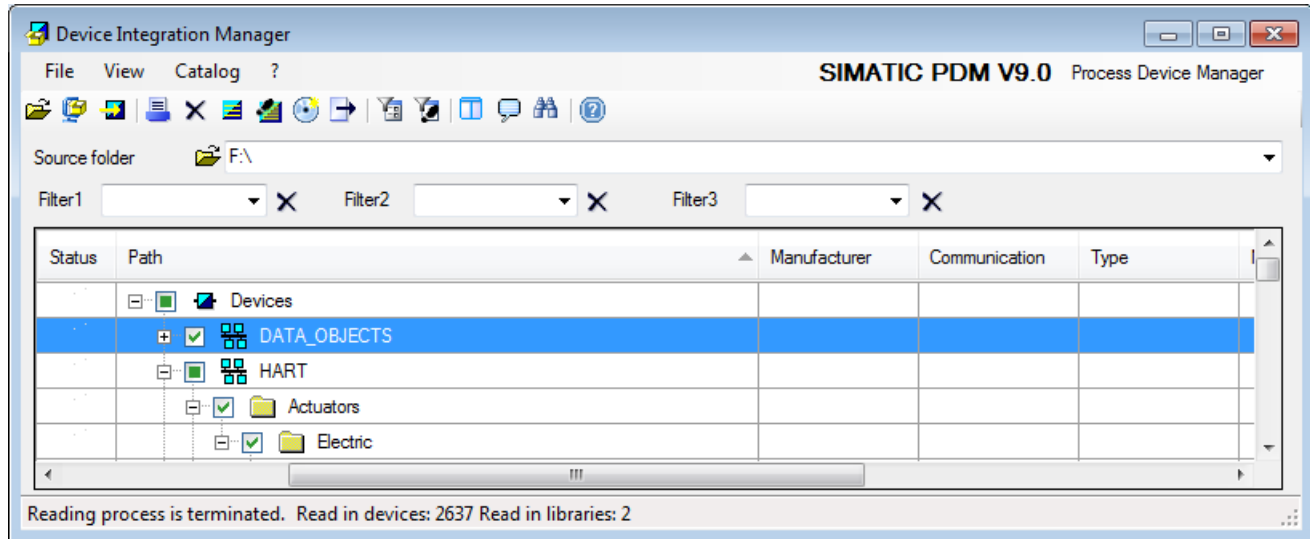 Device Integration Manager
File View Catalog ?
SIMATIC PDM V9.0 Process Device Manager
Source folder F:\
Filter1 Filter2 Filter3
Status Path Manufacturer Communication Type
Devices
DATA_OBJECTS
HART
Actuators
Electric
Reading process is terminated. Read in devices: 2637 Read in libraries: 2